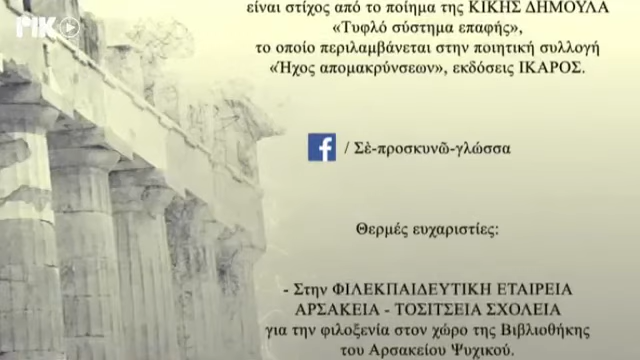 ριк
είναι στίχος από το ποίημα της ΚΙΚΗΣ ΔΗΜΟΥΛΑ
«Τυφλό σύστημα επαφής»,
το οποίο περιλαμβάνεται στην ποιητική συλλογή
«Ήχος απομακρύνσεων», εκδόσεις ΙΚΑΡΟΣ.
f / Σὲ-προσκυνῶ-γλώσσα
Θερμές ευχαριστίες:
- Στην ΦΙΛΕΚΠΑΙΔΕΥΤΙΚΗ ΕΤΑΙΡΕΙΑ
ΑΡΣΑΚΕΙΑ - ΤΟΣΙΤΣΕΙΑ ΣΧΟΛΕΙΑ
για την φιλοξενία στον χώρο της Βιβλιοθήκης
του Αρσακείου Ψυχικού.